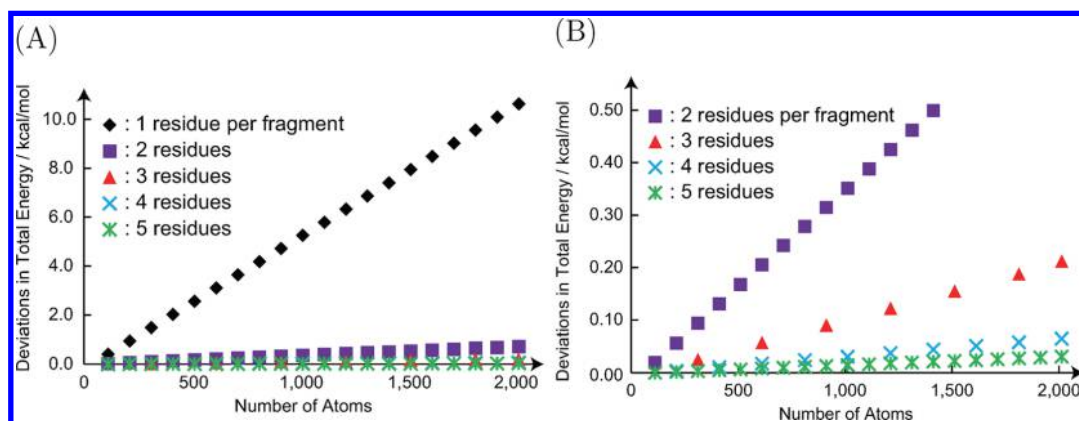 (A)
Deviations in Total Energy / kcal/mol
10.0
8.0
6.0
4.0
2.0
0.0
: 1 residue per fragment
: 2 residues
: 3 residues
: 4 residues
: 5 residues
0
500
1,000
1,500
2,000
Number of Atoms
(B)
Deviations in Total Energy / kcal/mol
0.50
0.40
0.30
0.20
0.10
0.00
: 2 residues per fragment
: 3 residues
: 4 residues
: 5 residues
500
1,000
1,500
2,000
Number of Atoms